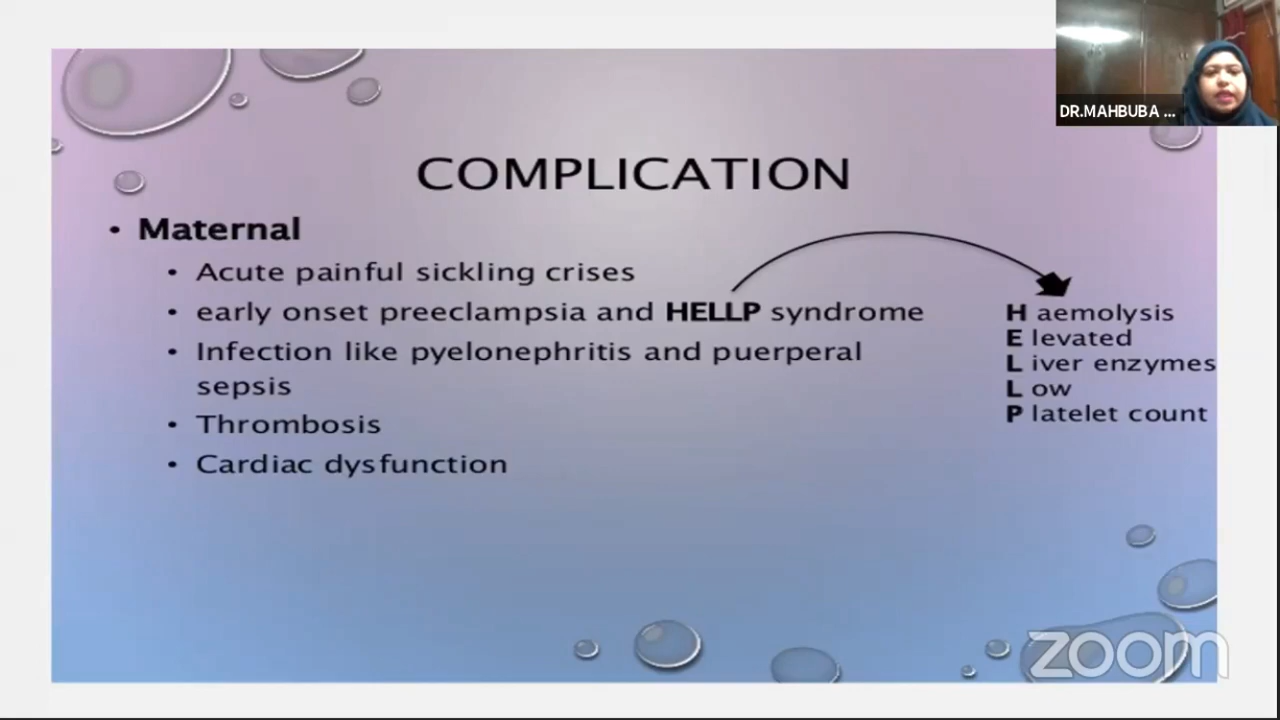 DR.MAHBUBA ...
COMPLICATION
• Maternal
• Acute painful sickling crises
• early onset preeclampsia and HELLP syndrome
• Infection like pyelonephritis and puerperal
sepsis
• Thrombosis
• Cardiac dysfunction
H aemolysis
E levated
L iver enzymes
L ow
P latelet count
zoom